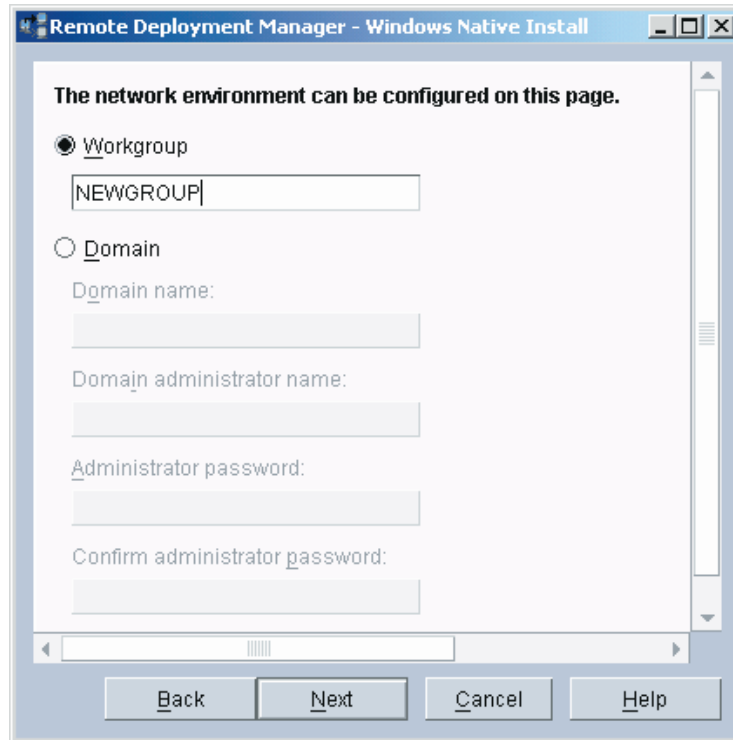 Remote Deployment Manager - Windows Native Install
The network environment can be configured on this page.
Workgroup
NEWGROUP
Domain
Domain name:
Domain administrator name:
Administrator password:
Confirm administrator password:
Back Next Cancel Help